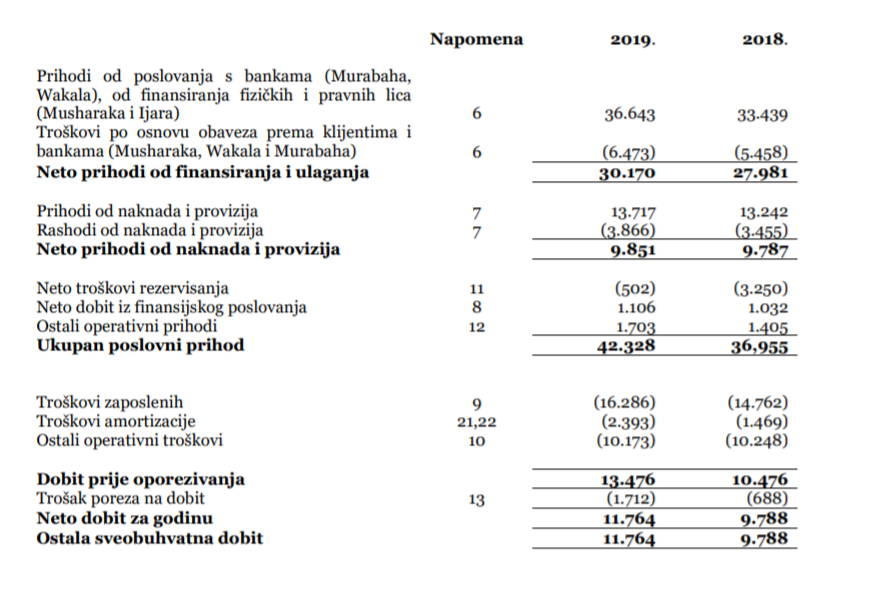 Napomena 2019. 2018.
Prihodi od poslovanja s bankama (Murabaha,
Wakala), od finansiranja fizičkih i pravnih lica
(Musharaka i Ijara) 6 36.643 33.439
Troškovi po osnovu obaveza prema klijentima i
bankama (Musharaka, Wakala i Murabaha) 6 (6.473) (5.458)
Neto prihodi od finansiranja i ulaganja 30.170 27.981
Prihodi od naknada i provizija 7 13.717 13.242
Rashodi od naknada i provizija 7 (3.866) (3.455)
Neto prihodi od naknada i provizija 9.851 9.787
Neto troškovi rezervisanja 11 (502) (3.250)
Neto dobit iz finansijskog poslovanja 8 1.106 1.032
Ostali operativni prihodi 12 1.703 1.405
Ukupan poslovni prihod 42.328 36,955
Troškovi zaposlenih 9 (16.286) (14.762)
Troškovi amortizacije 21,22 (2.393) (1.469)
Ostali operativni troškovi 10 (10.173) (10.248)
Dobit prije oporezivanja 13.476 10.476
Trošak poreza na dobit 13 (1.712) (688)
Neto dobit za godinu 11.764 9.788
Ostala sveobuhvatna dobit 11.764 9.788